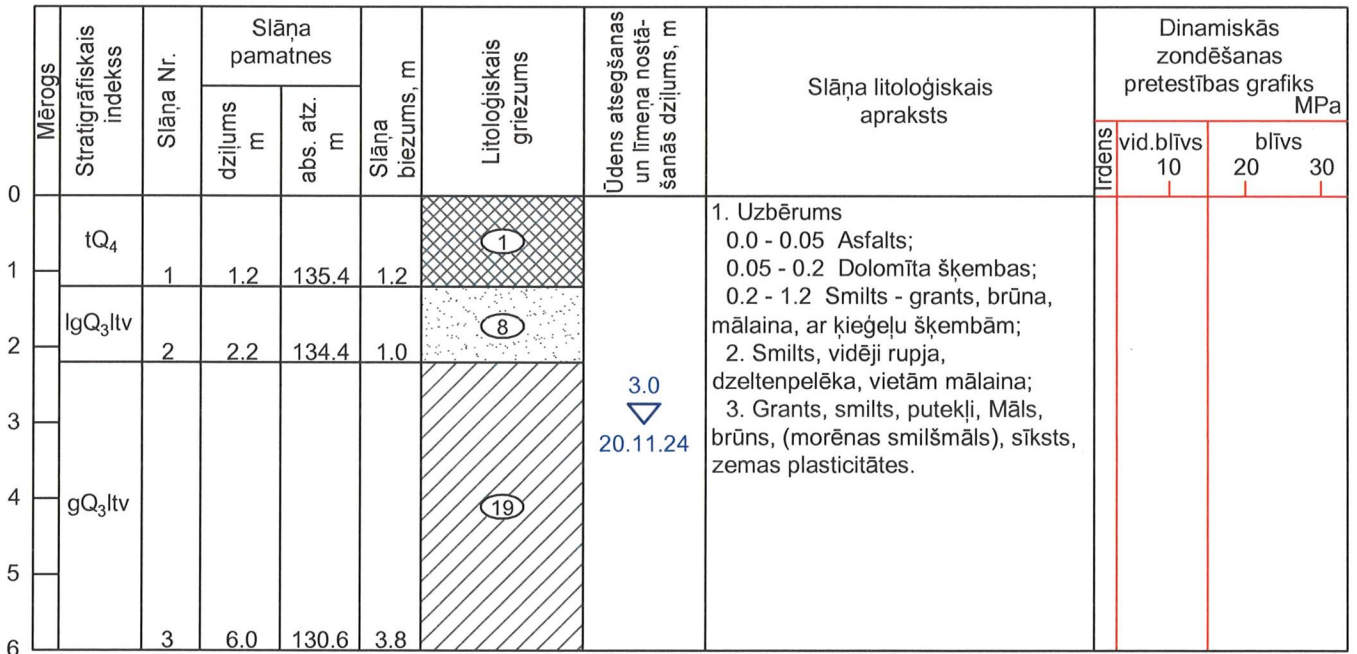 Mērogs
Stratigrāfiskais
indekss
Slāņa Nr.
Slāņa
pamatnes
dziļums
m
abs. atz.
m
Slāņa
biezums, m
Litoloģiskais
griezums
Ūdens atsegšanas
un līmeņa nostā-
šanās dziļums, m
Slāņa litoloģiskais
apraksts
Dinamiskās
zondēšanas
pretestības grafiks
MPa
Irdens
vid.blīvs
blīvs
10 20 30
0
1
2
3
4
5
6
tQ₄
1 1.2 135.4 1.2
1
lgQ₃ltv
2 2.2 134.4 1.0
8
gQ₃ltv
3 6.0 130.6 3.8
19
3.0
20.11.24
1. Uzbērums
0.0 - 0.05 Asfalts;
0.05 - 0.2 Dolomīta šķembas;
0.2 - 1.2 Smilts - grants, brūna,
mālaina, ar ķieģeļu šķembām;
2. Smilts, vidēji rupja,
dzeltenpelēka, vietām mālaina;
3. Grants, smilts, putekļi, Māls,
brūns, (morēnas smilšmāls), sīksts,
zemas plasticitātes.